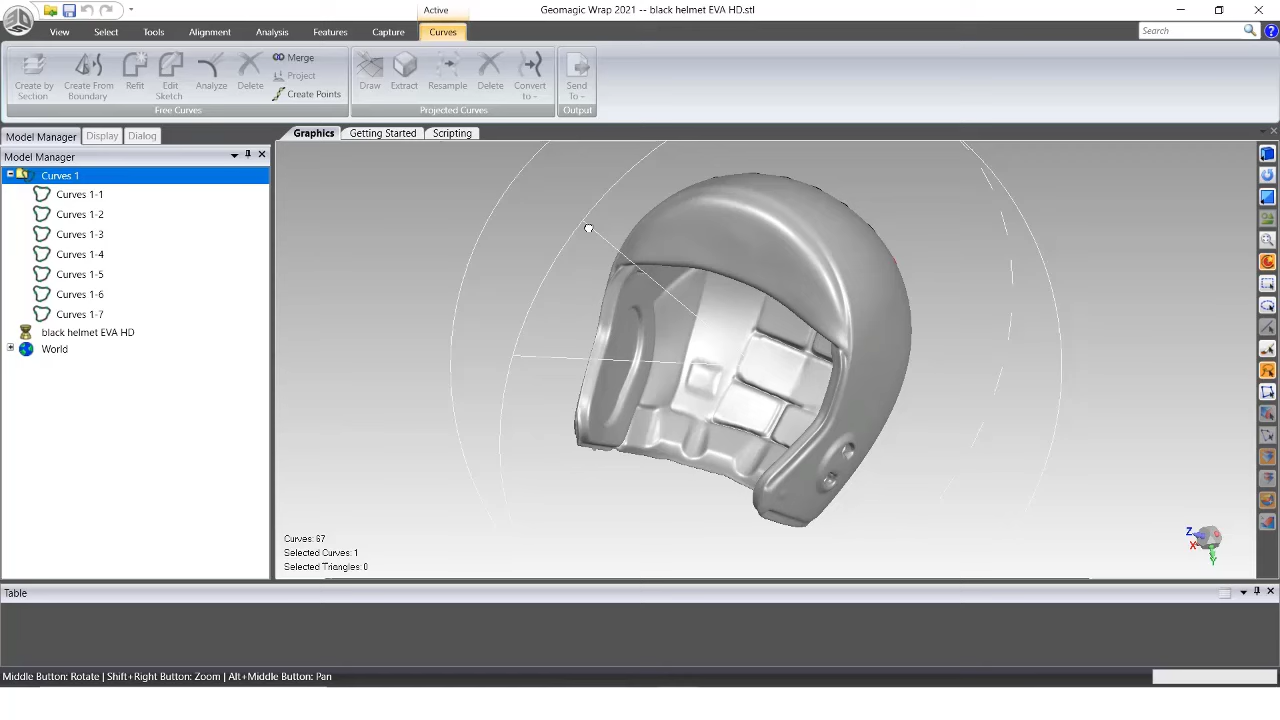 Active
Geomagic Wrap 2021 -- black helmet EVA HD.stl
View Select Tools Alignment Analysis Features Capture Curves
Search
Create by Section
Create From Boundary
Refit
Edit Sketch
Analyze
Delete
Merge
Project
Create Points
Free Curves
Draw
Extract
Resample
Delete
Convert to
Projected Curves
Send To
Output
Model Manager Display Dialog
Graphics Getting Started Scripting
Model Manager
Curves 1
Curves 1-1
Curves 1-2
Curves 1-3
Curves 1-4
Curves 1-5
Curves 1-6
Curves 1-7
black helmet EVA HD
World
Curves: 67
Selected Curves: 1
Selected Triangles: 0
Z
X
Y
Table
Middle Button: Rotate | Shift+Right Button: Zoom | Alt+Middle Button: Pan